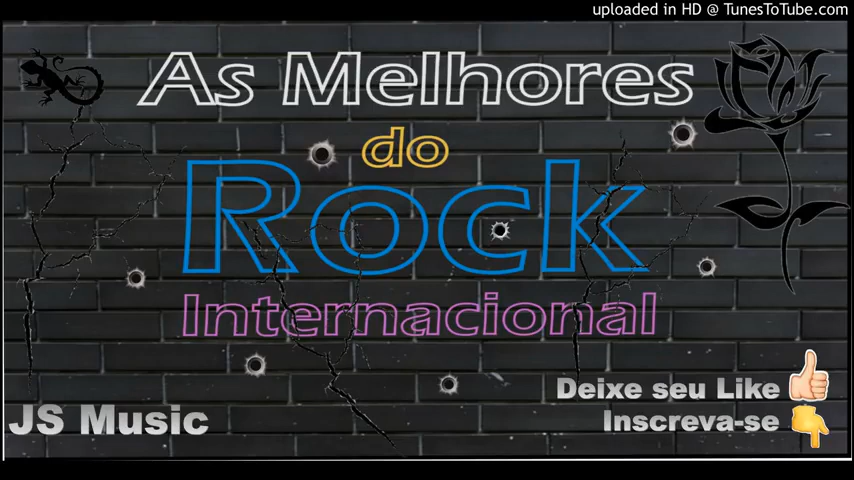 uploaded in HD @ TunesToTube.com
As Melhores
do
Rock
Internacional
Deixe seu Like
Inscreva-se
JS Music